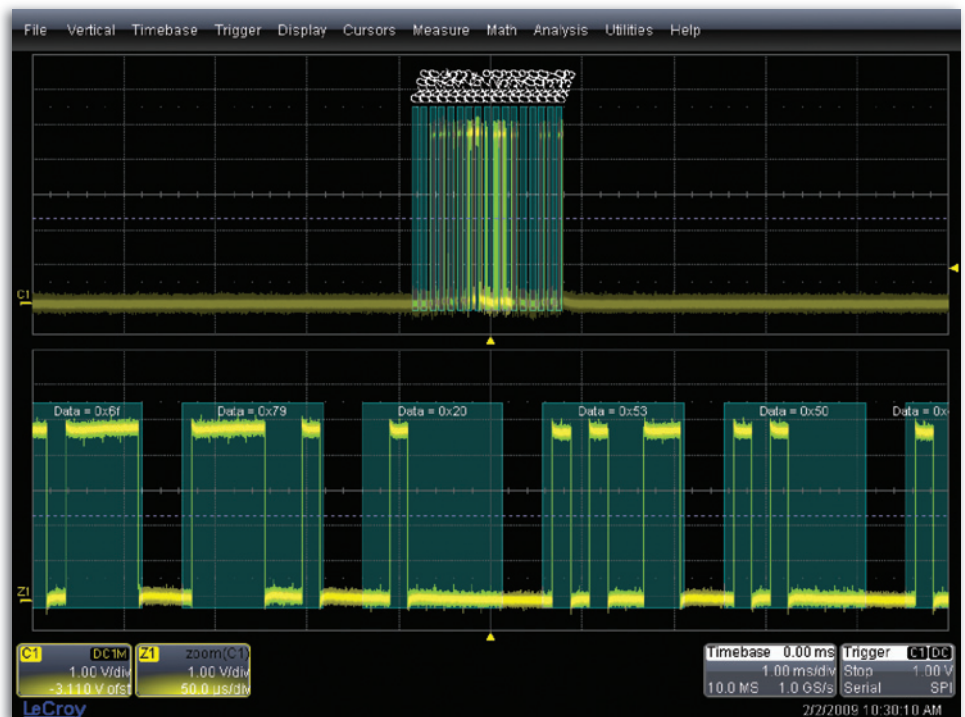 File Vertical Timebase Trigger Display Cursors Measure Math Analysis Utilities Help
C1
Data = 0x6f Data = 0x79 Data = 0x20 Data = 0x53 Data = 0x50 Data = 0x
Z1
C1 DC1M
1.00 V/div
-3.110 V ofst
Z1 zoom(C1)
1.00 V/div
50.0 µs/div
Timebase 0.00 ms
1.00 ms/div
10.0 MS 1.0 GS/s
Trigger C1 DC
Stop 1.00 V
Serial SPI
LeCroy
2/2/2009 10:30:10 AM